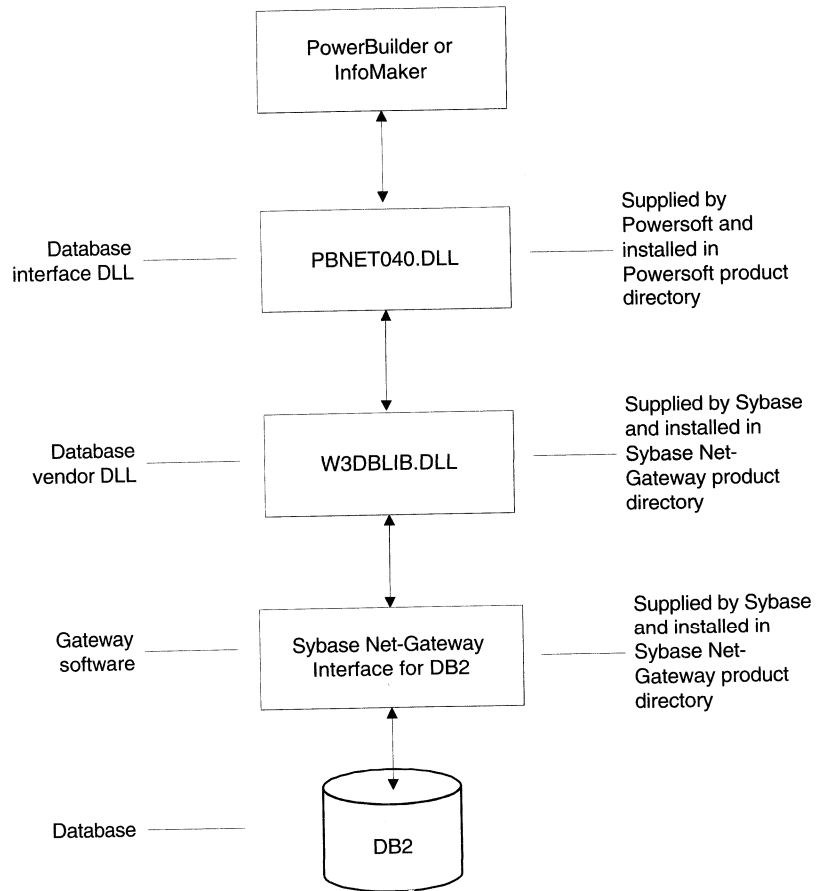 PowerBuilder or
InfoMaker
Database
interface DLL
PBNET040.DLL
Supplied by
Powersoft and
installed in
Powersoft product
directory
Database
vendor DLL
W3DBLIB.DLL
Supplied by Sybase
and installed in
Sybase Net-
Gateway product
directory
Gateway
software
Sybase Net-Gateway
Interface for DB2
Supplied by Sybase
and installed in
Sybase Net-
Gateway product
directory
Database
DB2